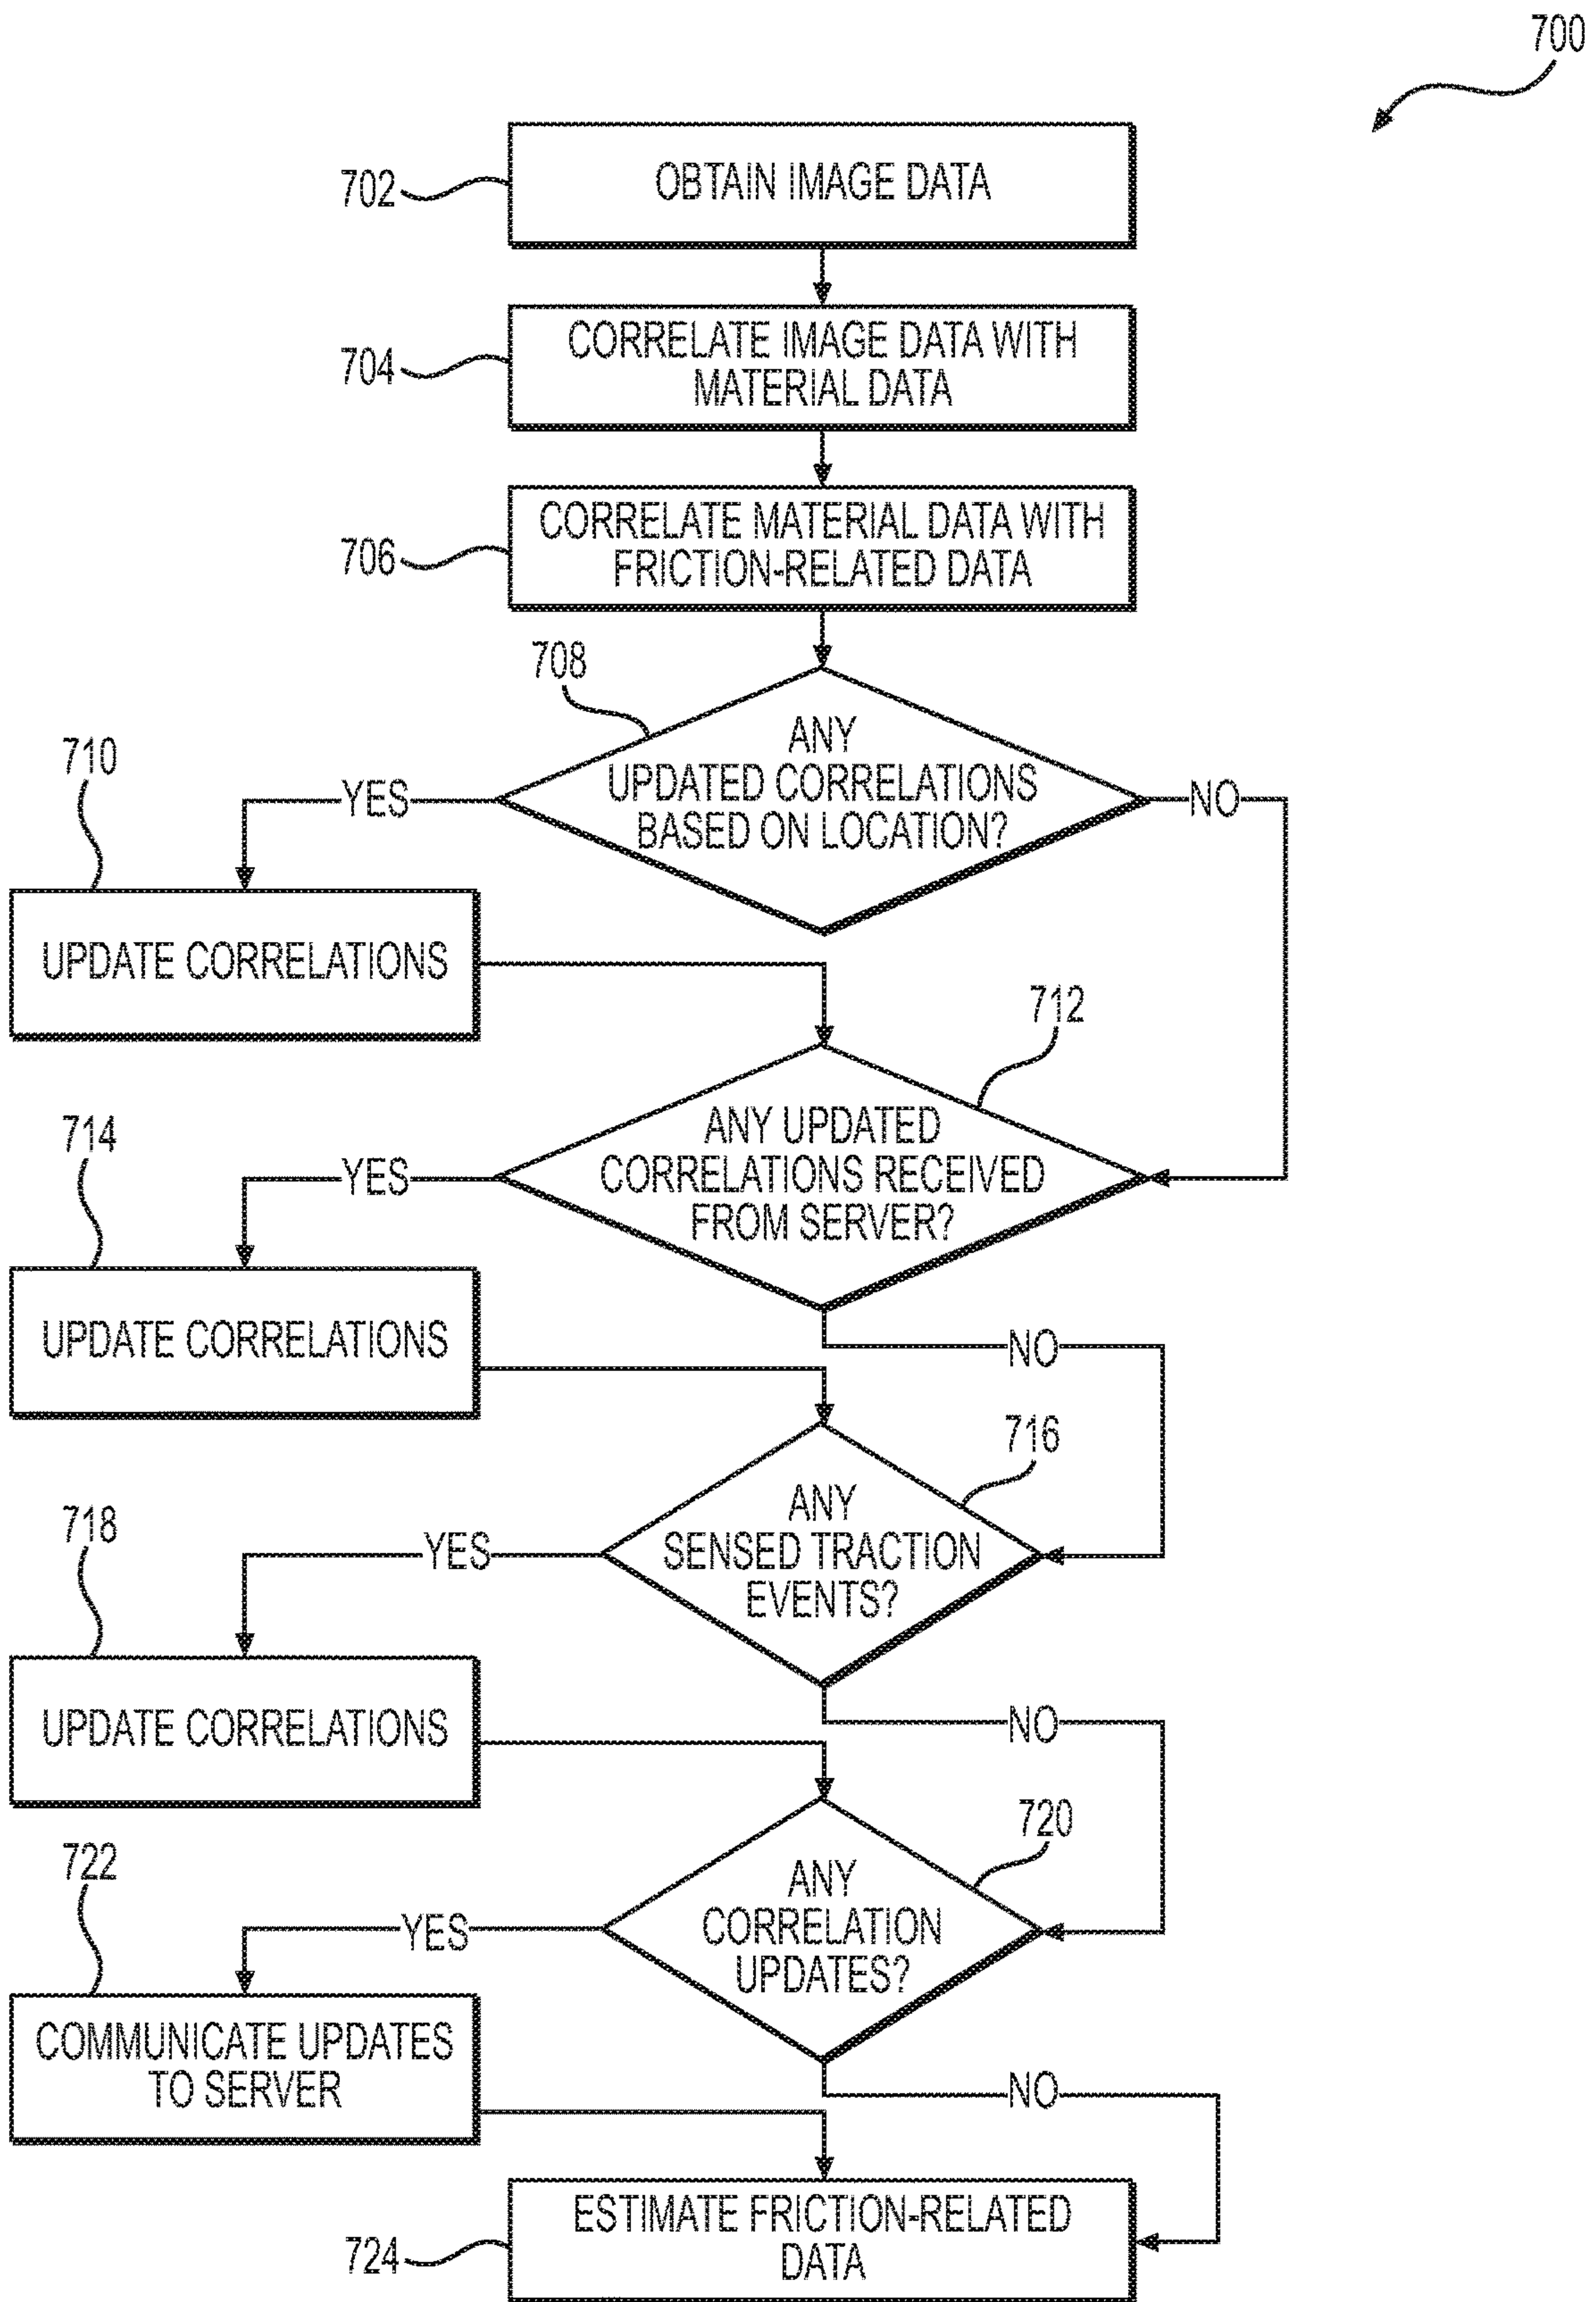 700
702
OBTAIN IMAGE DATA
704
CORRELATE IMAGE DATA WITH
MATERIAL DATA
706
CORRELATE MATERIAL DATA WITH
FRICTION-RELATED DATA
708
ANY
UPDATED CORRELATIONS
BASED ON LOCATION?
YES
NO
710
UPDATE CORRELATIONS
712
ANY UPDATED
CORRELATIONS RECEIVED
FROM SERVER?
YES
NO
714
UPDATE CORRELATIONS
716
ANY
SENSED TRACTION
EVENTS?
YES
NO
718
UPDATE CORRELATIONS
720
ANY
CORRELATION
UPDATES?
YES
NO
722
COMMUNICATE UPDATES
TO SERVER
724
ESTIMATE FRICTION-RELATED
DATA